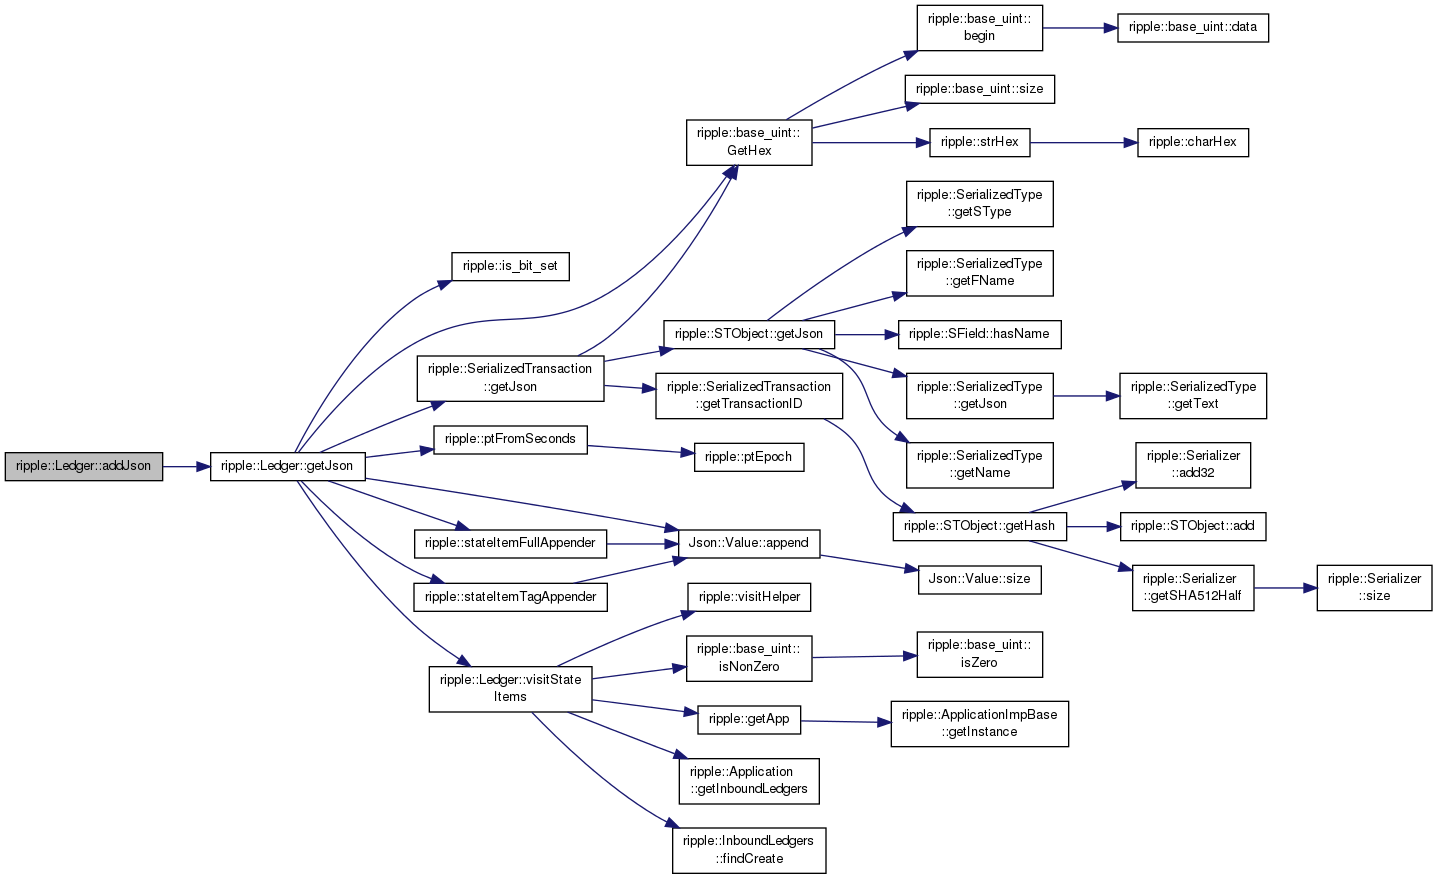 ripple::Ledger::addJson
ripple::Ledger::getJson
ripple::is_bit_set
ripple::SerializedTransaction
::getJson
ripple::ptFromSeconds
ripple::stateItemFullAppender
ripple::stateItemTagAppender
ripple::Ledger::visitState
Items
ripple::base_uint::
GetHex
ripple::STObject::getJson
ripple::SerializedTransaction
::getTransactionID
ripple::ptEpoch
Json::Value::append
ripple::visitHelper
ripple::base_uint::
isNonZero
ripple::getApp
ripple::Application
::getInboundLedgers
ripple::InboundLedgers
::findCreate
ripple::base_uint::
begin
ripple::base_uint::size
ripple::strHex
ripple::SerializedType
::getSType
ripple::SerializedType
::getFName
ripple::SField::hasName
ripple::SerializedType
::getJson
ripple::SerializedType
::getName
ripple::STObject::getHash
Json::Value::size
ripple::base_uint::
isZero
ripple::ApplicationImpBase
::getInstance
ripple::base_uint::data
ripple::charHex
ripple::SerializedType
::getText
ripple::Serializer
::add32
ripple::STObject::add
ripple::Serializer
::getSHA512Half
ripple::Serializer
::size